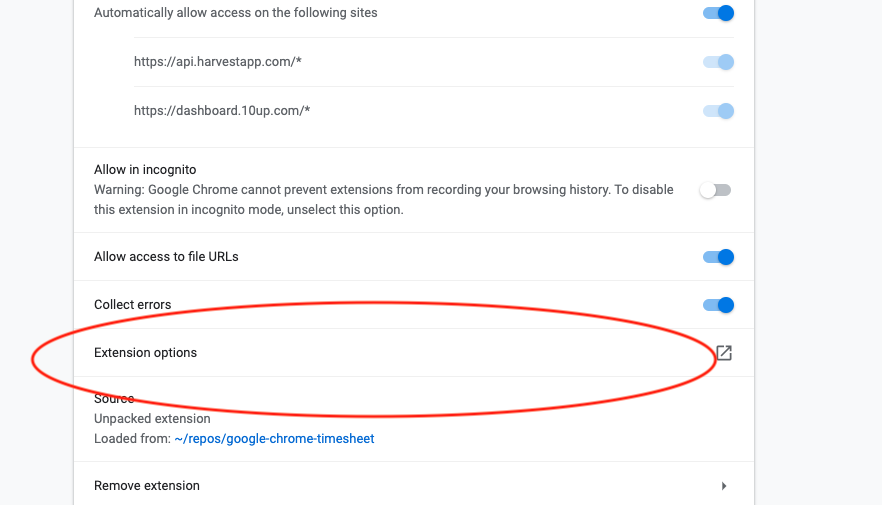 Automatically allow access on the following sites
https://api.harvestapp.com/*
https://dashboard.10up.com/*
Allow in incognito
Warning: Google Chrome cannot prevent extensions from recording your browsing history. To disable
this extension in incognito mode, unselect this option.
Allow access to file URLs
Collect errors
Extension options
Source
Unpacked extension
Loaded from: ~/repos/google-chrome-timesheet
Remove extension